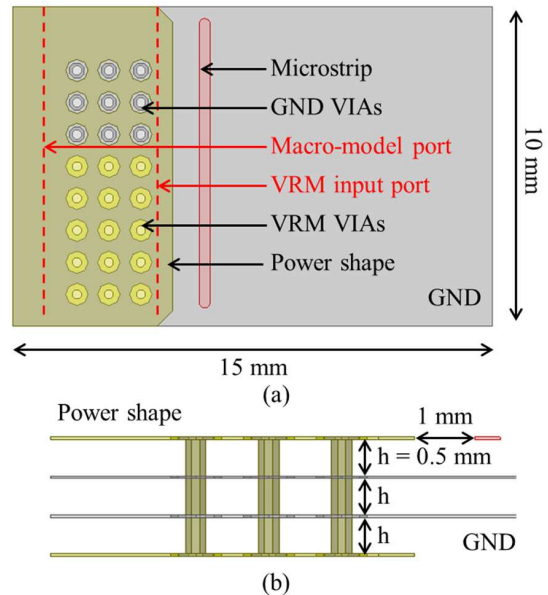 Microstrip
GND VIAs
Macro-model port
VRM input port
VRM VIAs
Power shape
GND
10 mm
15 mm
(a)
Power shape
1 mm
h = 0.5 mm
h
h
GND
(b)